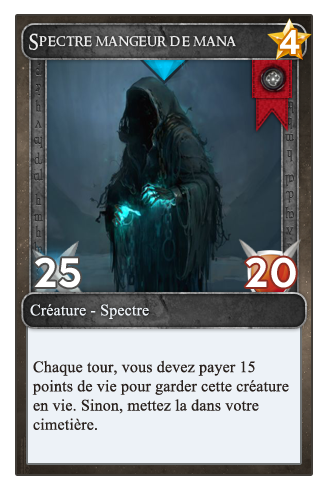 Spectre mangeur de mana
4
25
20
Créature - Spectre
Chaque tour, vous devez payer 15
points de vie pour garder cette créature
en vie. Sinon, mettez la dans votre
cimetière.